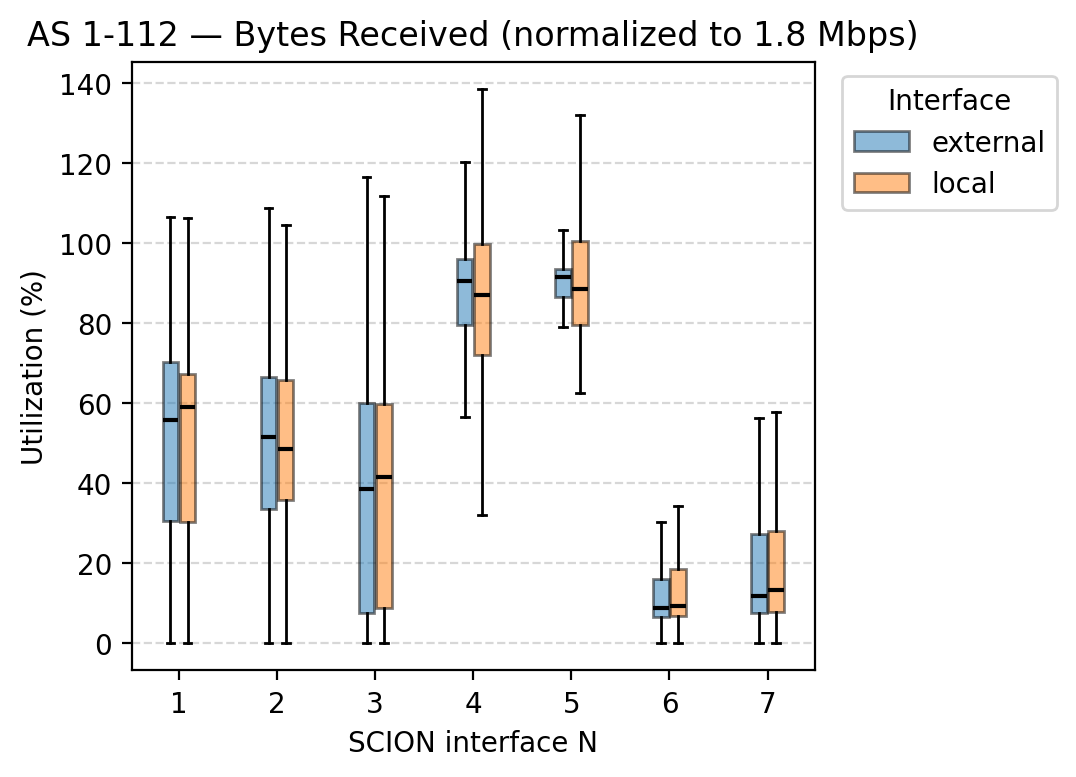 AS 1-112 — Bytes Received (normalized to 1.8 Mbps)
Interface
external
local
Utilization (%)
140
120
100
80
60
40
20
0
1 2 3 4 5 6 7
SCION interface N